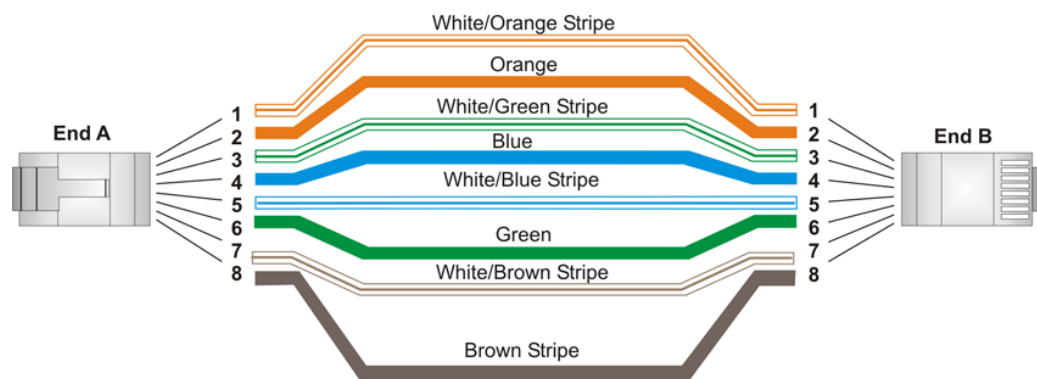 White/Orange Stripe
Orange
White/Green Stripe
Blue
White/Blue Stripe
Green
White/Brown Stripe
Brown Stripe
End A
1
2
3
4
5
6
7
8
End B
1
2
3
4
5
6
7
8